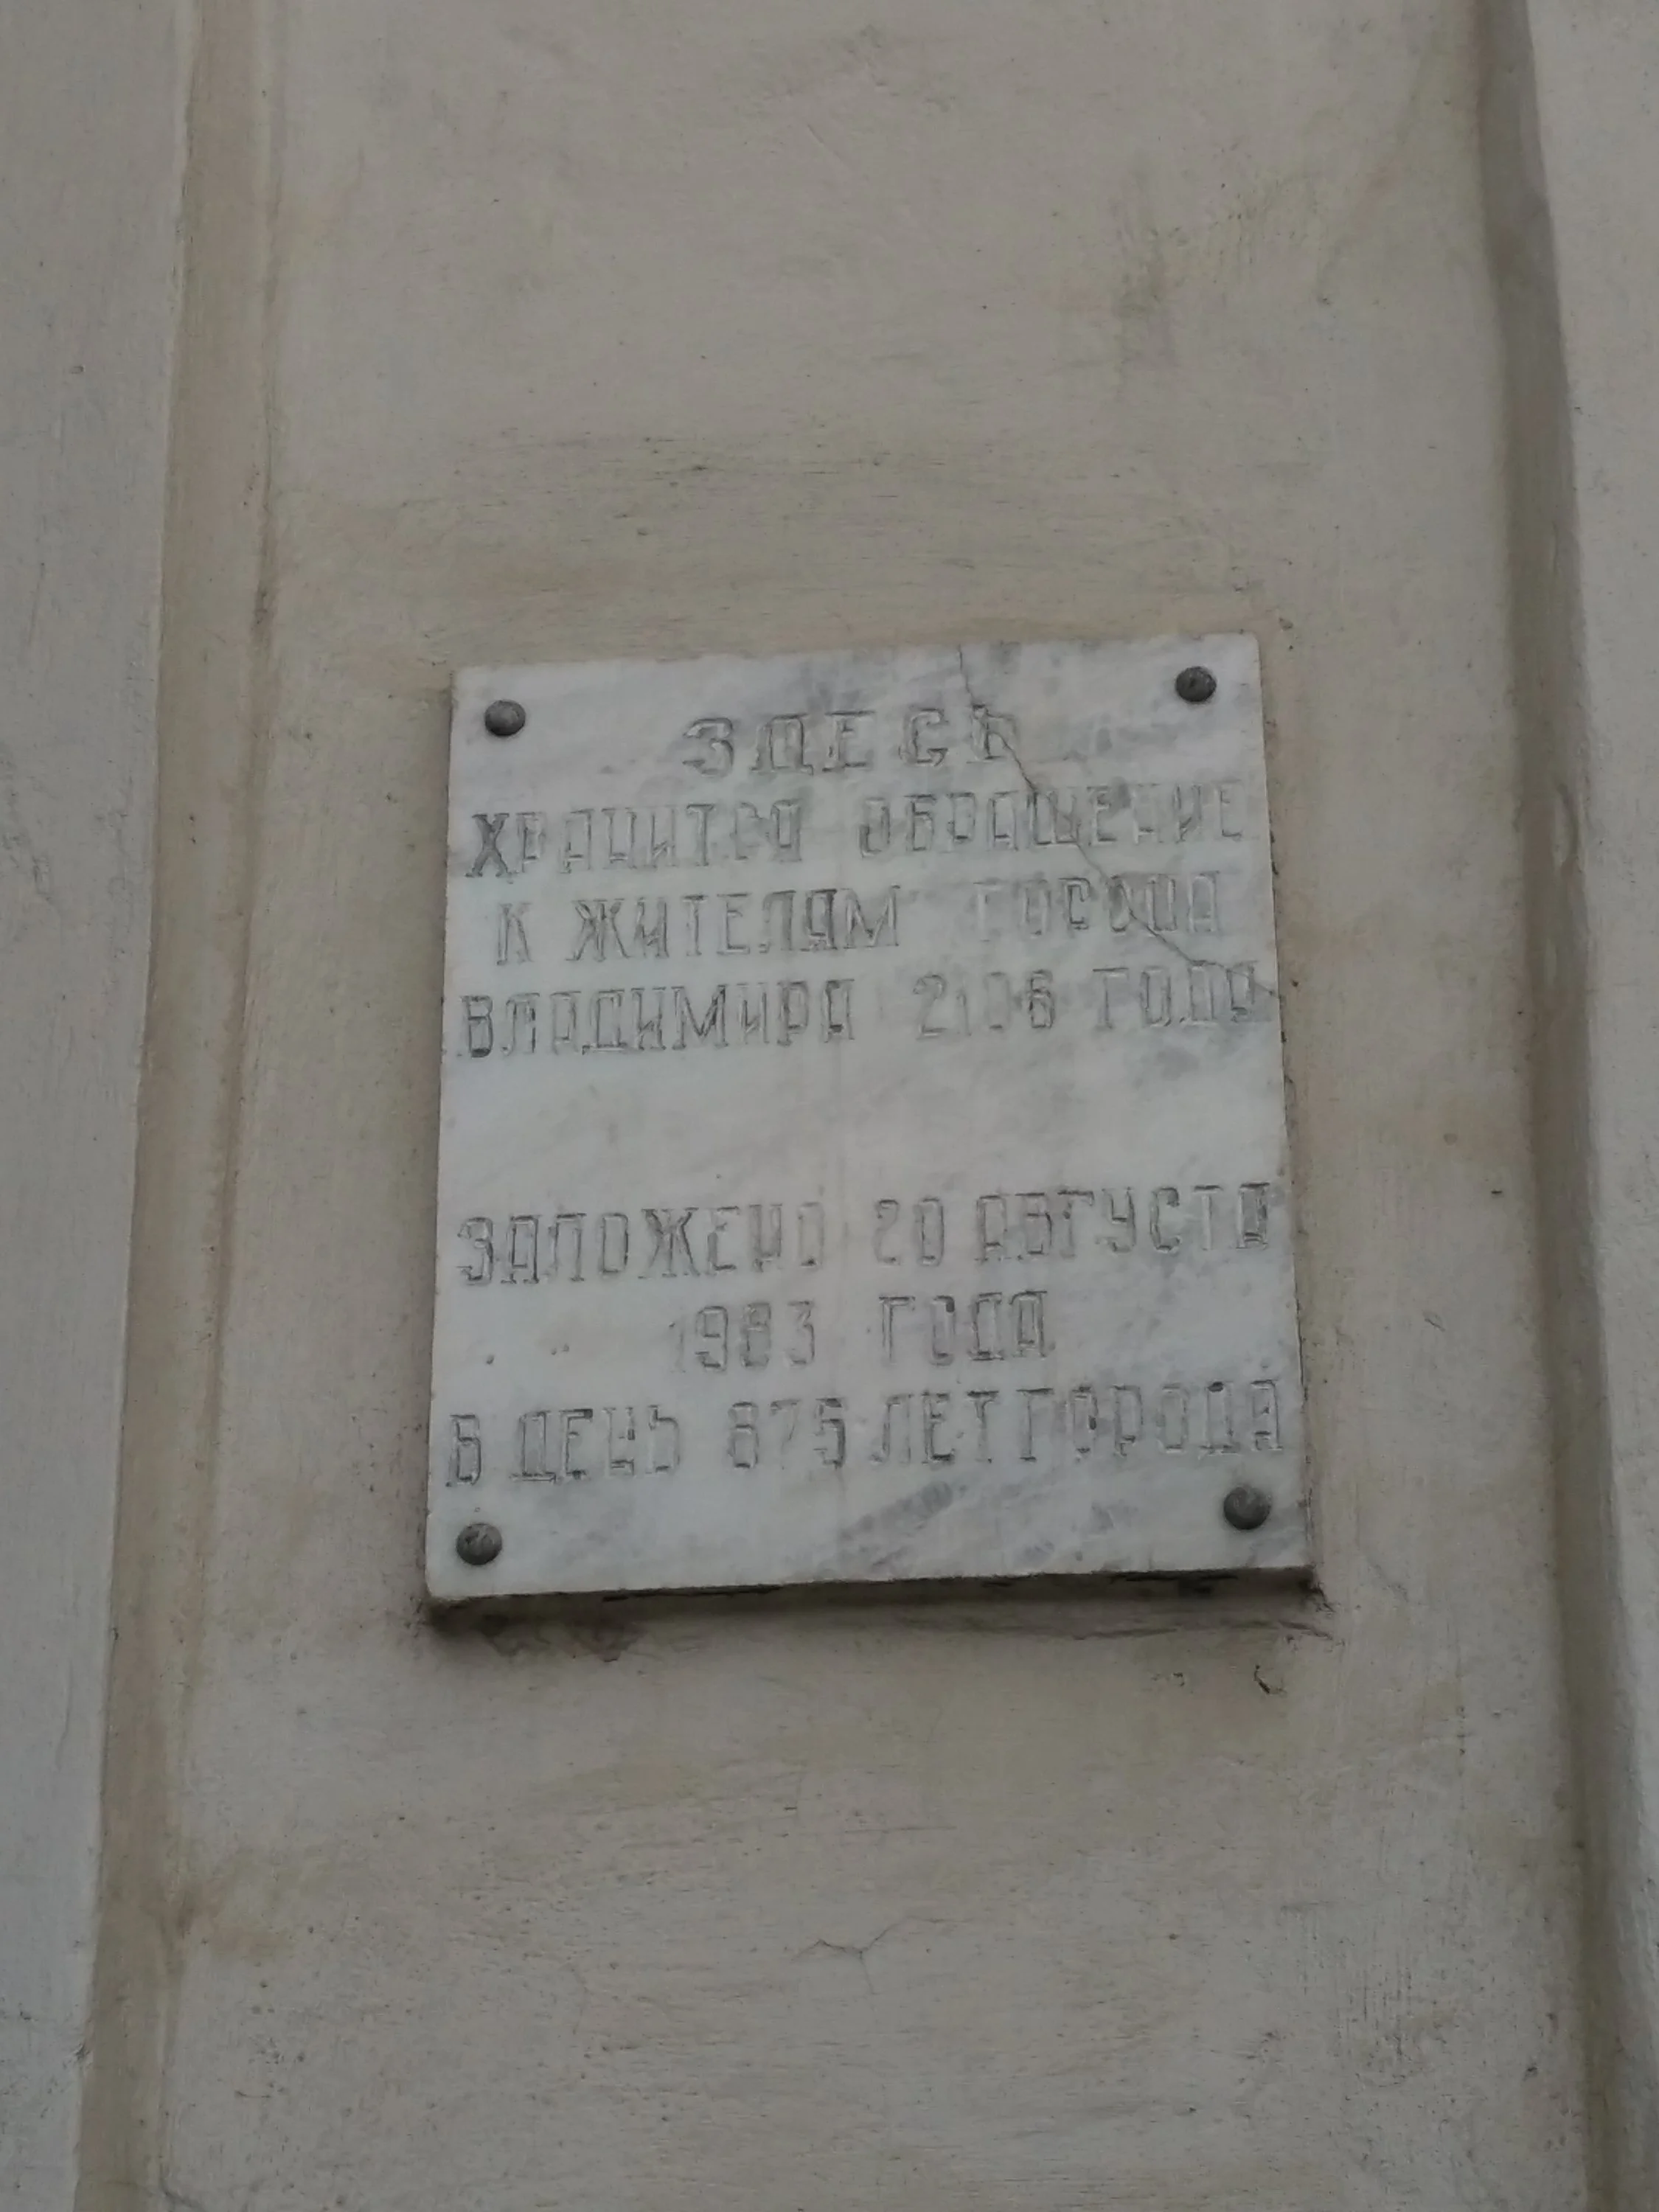 ЗДЕСЬ
ХРАНИТСЯ ОБРАЩЕНИЕ
К ЖИТЕЛЯМ ГОРОДА
ВЛАДИМИРА 2108 ГОДА
ЗАЛОЖЕНО 20 АВГУСТА
1983 ГОДА
В ДЕНЬ 875 ЛЕТ ГОРОДА